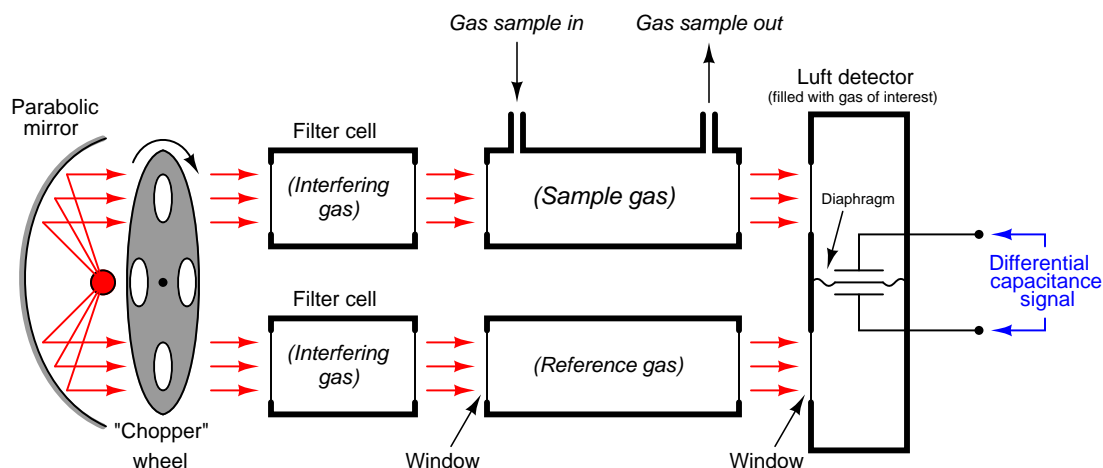 Gas sample in
Gas sample out
Luft detector
(filled with gas of interest)
Parabolic
mirror
Filter cell
(Interfering
gas)
(Sample gas)
Diaphragm
Differential
capacitance
signal
Filter cell
(Interfering
gas)
(Reference gas)
"Chopper"
wheel
Window
Window